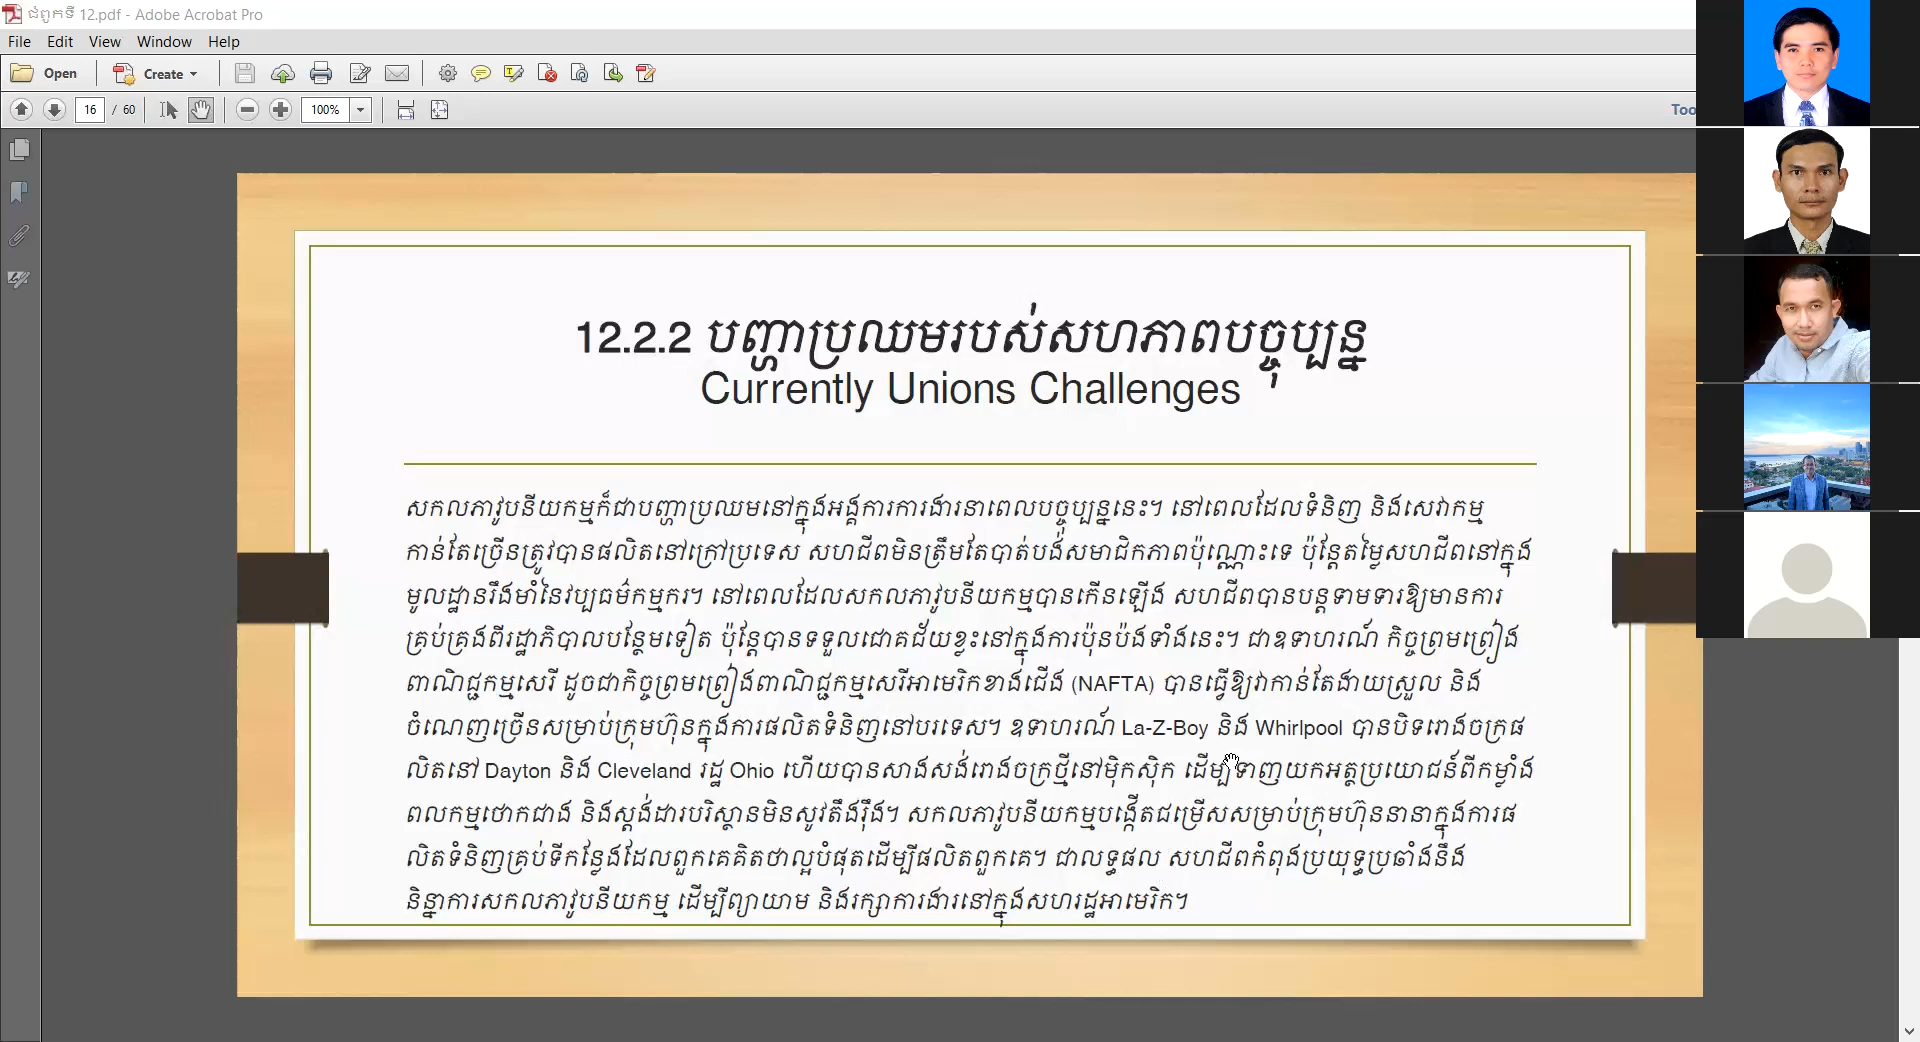 ជំពូកទី 12.pdf - Adobe Acrobat Pro
File Edit View Window Help
Open Create
16 / 60 100% Too
12.2.2 បញ្ហាប្រឈមរបស់សហភាពបច្ចុប្បន្ន
Currently Unions Challenges
សកលភាវូបនីយកម្មក៏ជាបញ្ហាប្រឈមនៅក្នុងអង្គការការងារនាពេលបច្ចុប្បន្ននេះ។ នៅពេលដែលទំនិញ និងសេវាកម្ម
កាន់តែច្រើនត្រូវបានផលិតនៅក្រៅប្រទេស សហជីពមិនត្រឹមតែបាត់បង់សមាជិកភាពប៉ុណ្ណោះទេ ប៉ុន្តែតម្លៃសហជីពនៅក្នុង
មូលដ្ឋានរឹងមាំនៃវប្បធម៌កម្មករ។ នៅពេលដែលសកលភាវូបនីយកម្មបានកើនឡើង សហជីពបានបន្តទាមទារឱ្យមានការ
គ្រប់គ្រងពីរដ្ឋាភិបាលបន្ថែមទៀត ប៉ុន្តែបានទទួលជោគជ័យខ្លះនៅក្នុងការប៉ុនប៉ងទាំងនេះ។ ជាឧទាហរណ៍ កិច្ចព្រមព្រៀង
ពាណិជ្ជកម្មសេរី ដូចជាកិច្ចព្រមព្រៀងពាណិជ្ជកម្មសេរីអាមេរិកខាងជើង (NAFTA) បានធ្វើឱ្យវាកាន់តែងាយស្រួល និង
ចំណេញច្រើនសម្រាប់ក្រុមហ៊ុនក្នុងការផលិតទំនិញនៅបរទេស។ ឧទាហរណ៍ La-Z-Boy និង Whirlpool បានបិទរោងចក្រផ
លិតនៅ Dayton និង Cleveland រដ្ឋ Ohio ហើយបានសាងសង់រោងចក្រថ្មីនៅម៉ិកស៊ិក ដើម្បីទាញយកអត្ថប្រយោជន៍ពីកម្លាំង
ពលកម្មថោកជាង និងស្តង់ដារបរិស្ថានមិនសូវតឹងរ៉ឹង។ សកលភាវូបនីយកម្មបង្កើតជម្រើសសម្រាប់ក្រុមហ៊ុននានាក្នុងការផ
លិតទំនិញគ្រប់ទីកន្លែងដែលពួកគេគិតថាល្អបំផុតដើម្បីផលិតពួកគេ។ ជាលទ្ធផល សហជីពកំពុងប្រយុទ្ធប្រឆាំងនឹង
និន្នាការសកលភាវូបនីយកម្ម ដើម្បីព្យាយាម និងរក្សាការងារនៅក្នុងសហរដ្ឋអាមេរិក។